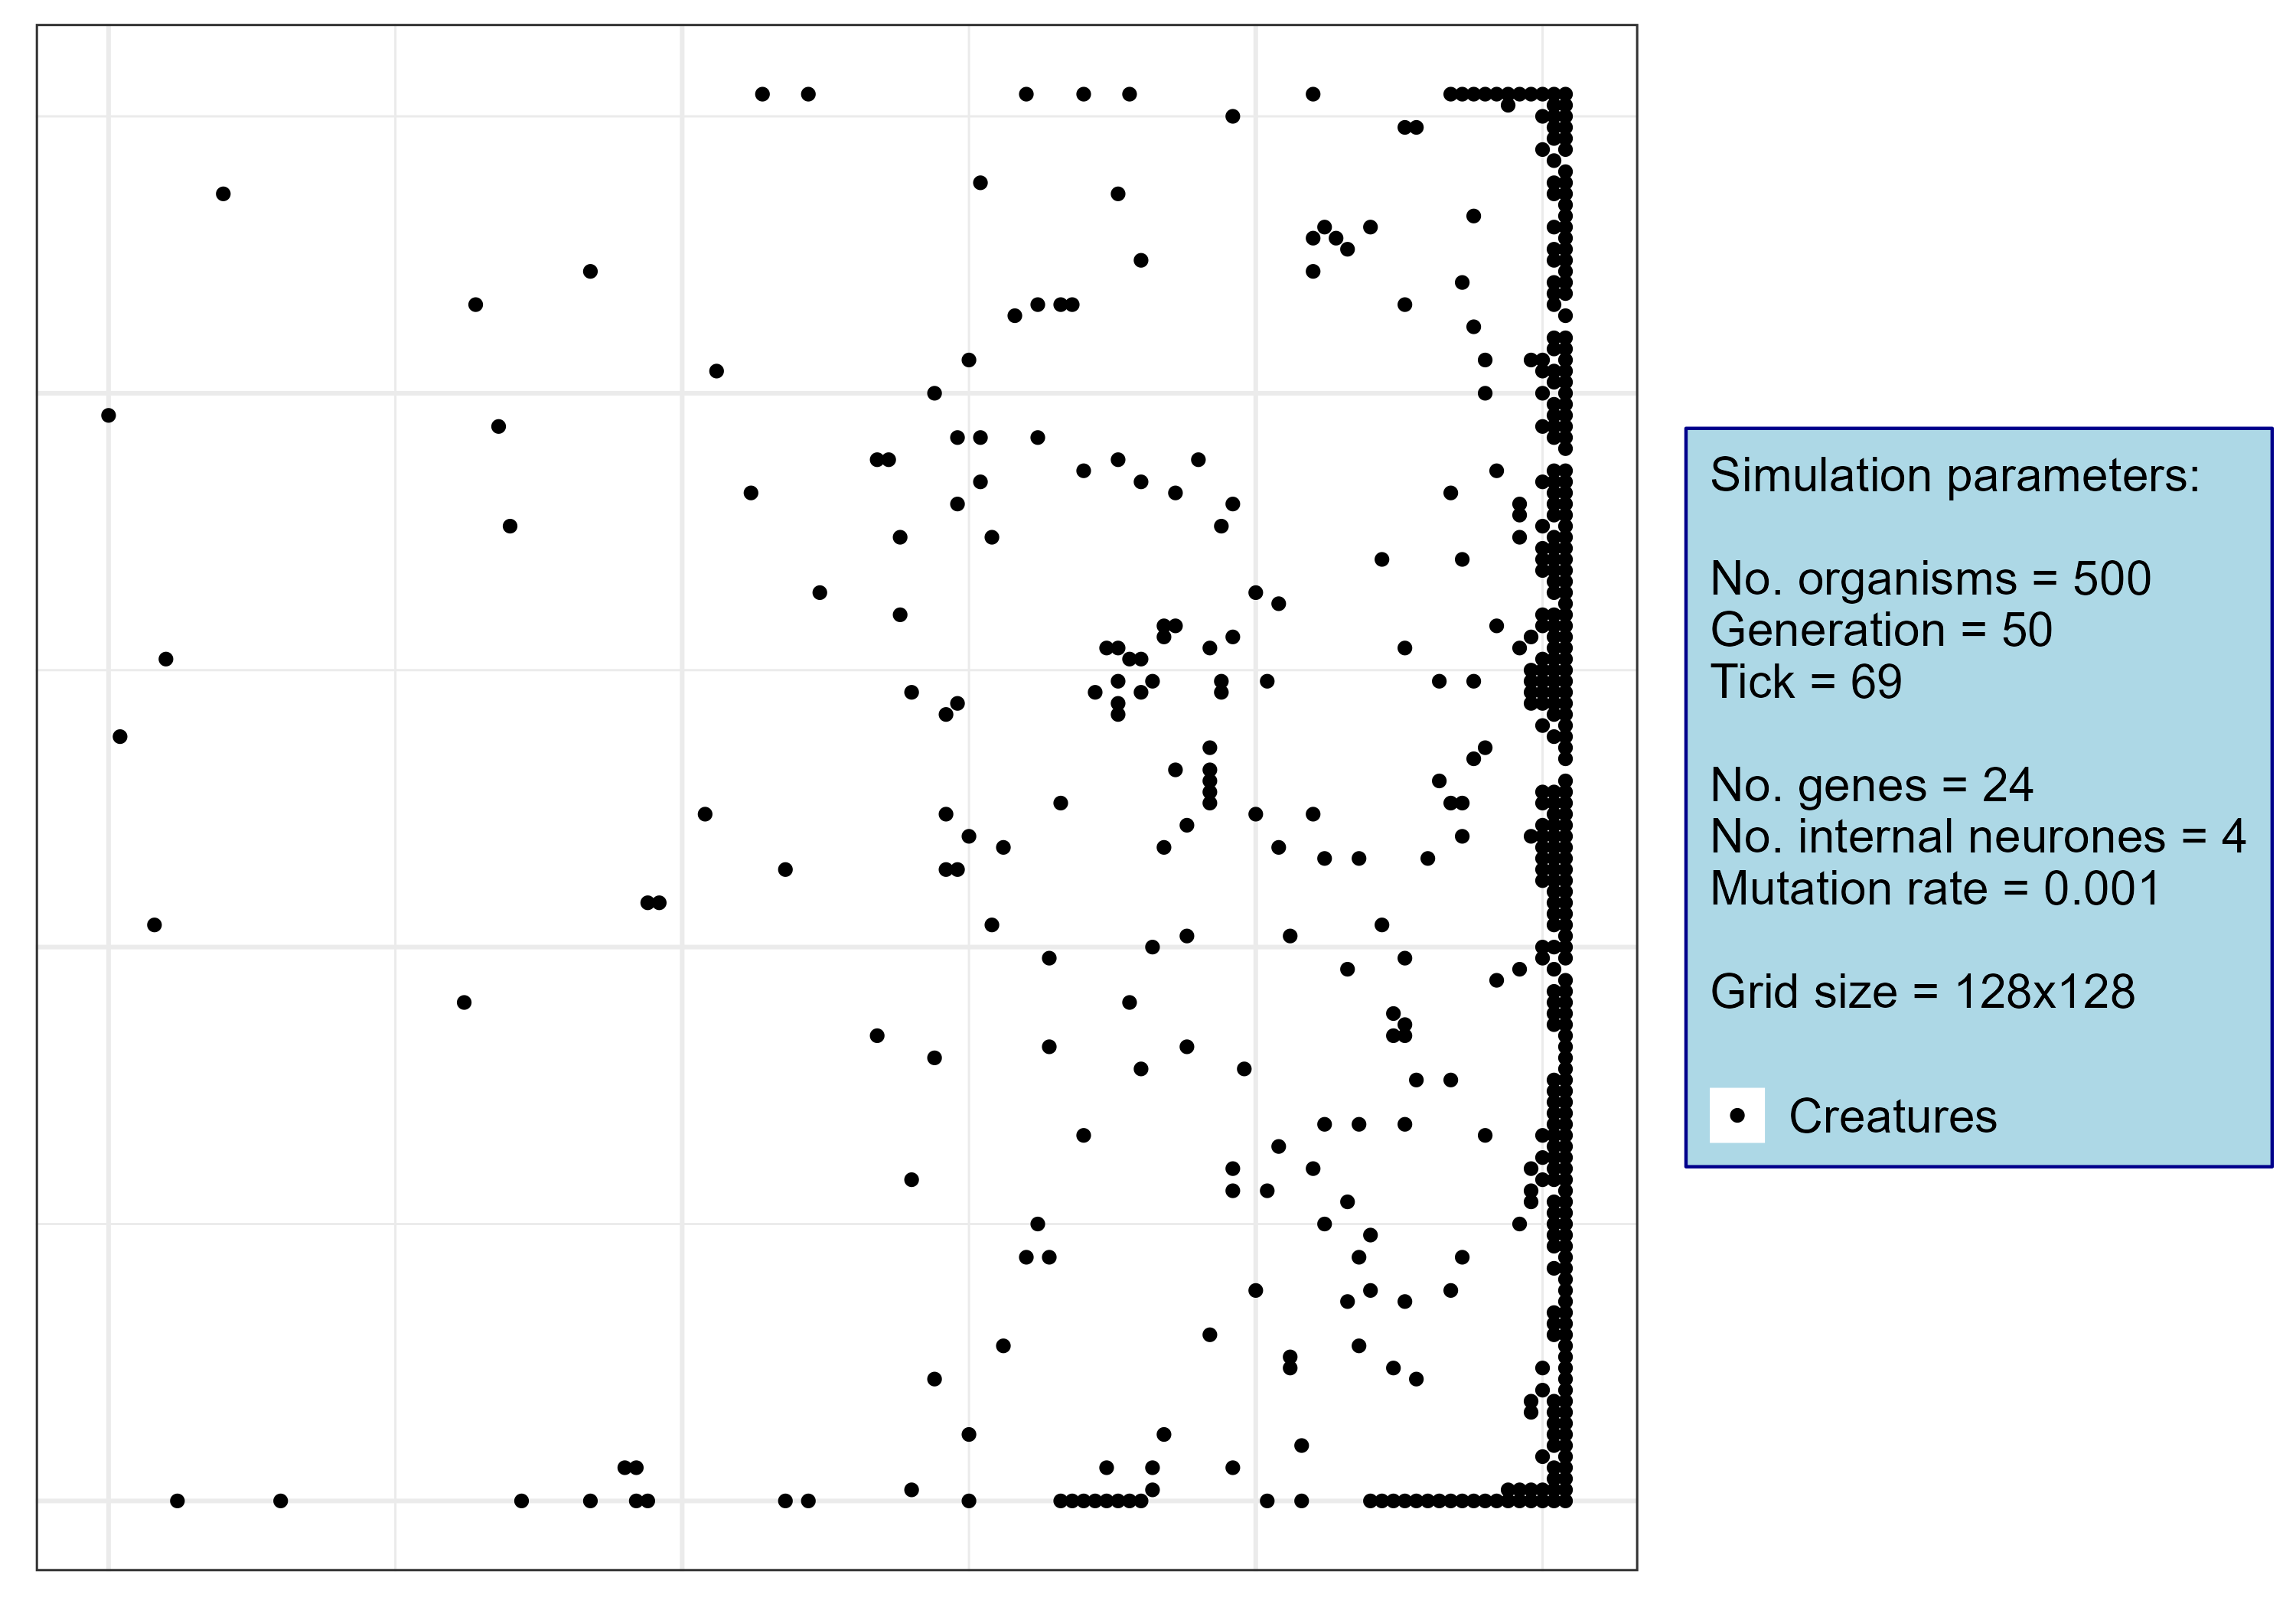 Simulation parameters:
No. organisms = 500
Generation = 50
Tick = 69
No. genes = 24
No. internal neurones = 4
Mutation rate = 0.001
Grid size = 128x128
Creatures